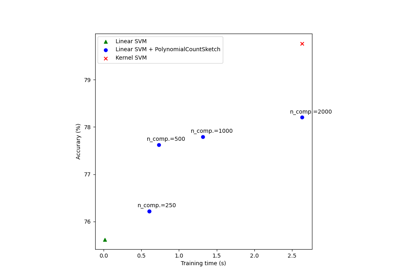 Linear SVM
Linear SVM + PolynomialCountSketch
Kernel SVM
79
n_comp.=2000
78
n_comp.=1000
n_comp.=500
Accurary (%)
77
n_comp.=250
76
0.0 0.5 1.0 1.5 2.0 2.5
Training time (s)